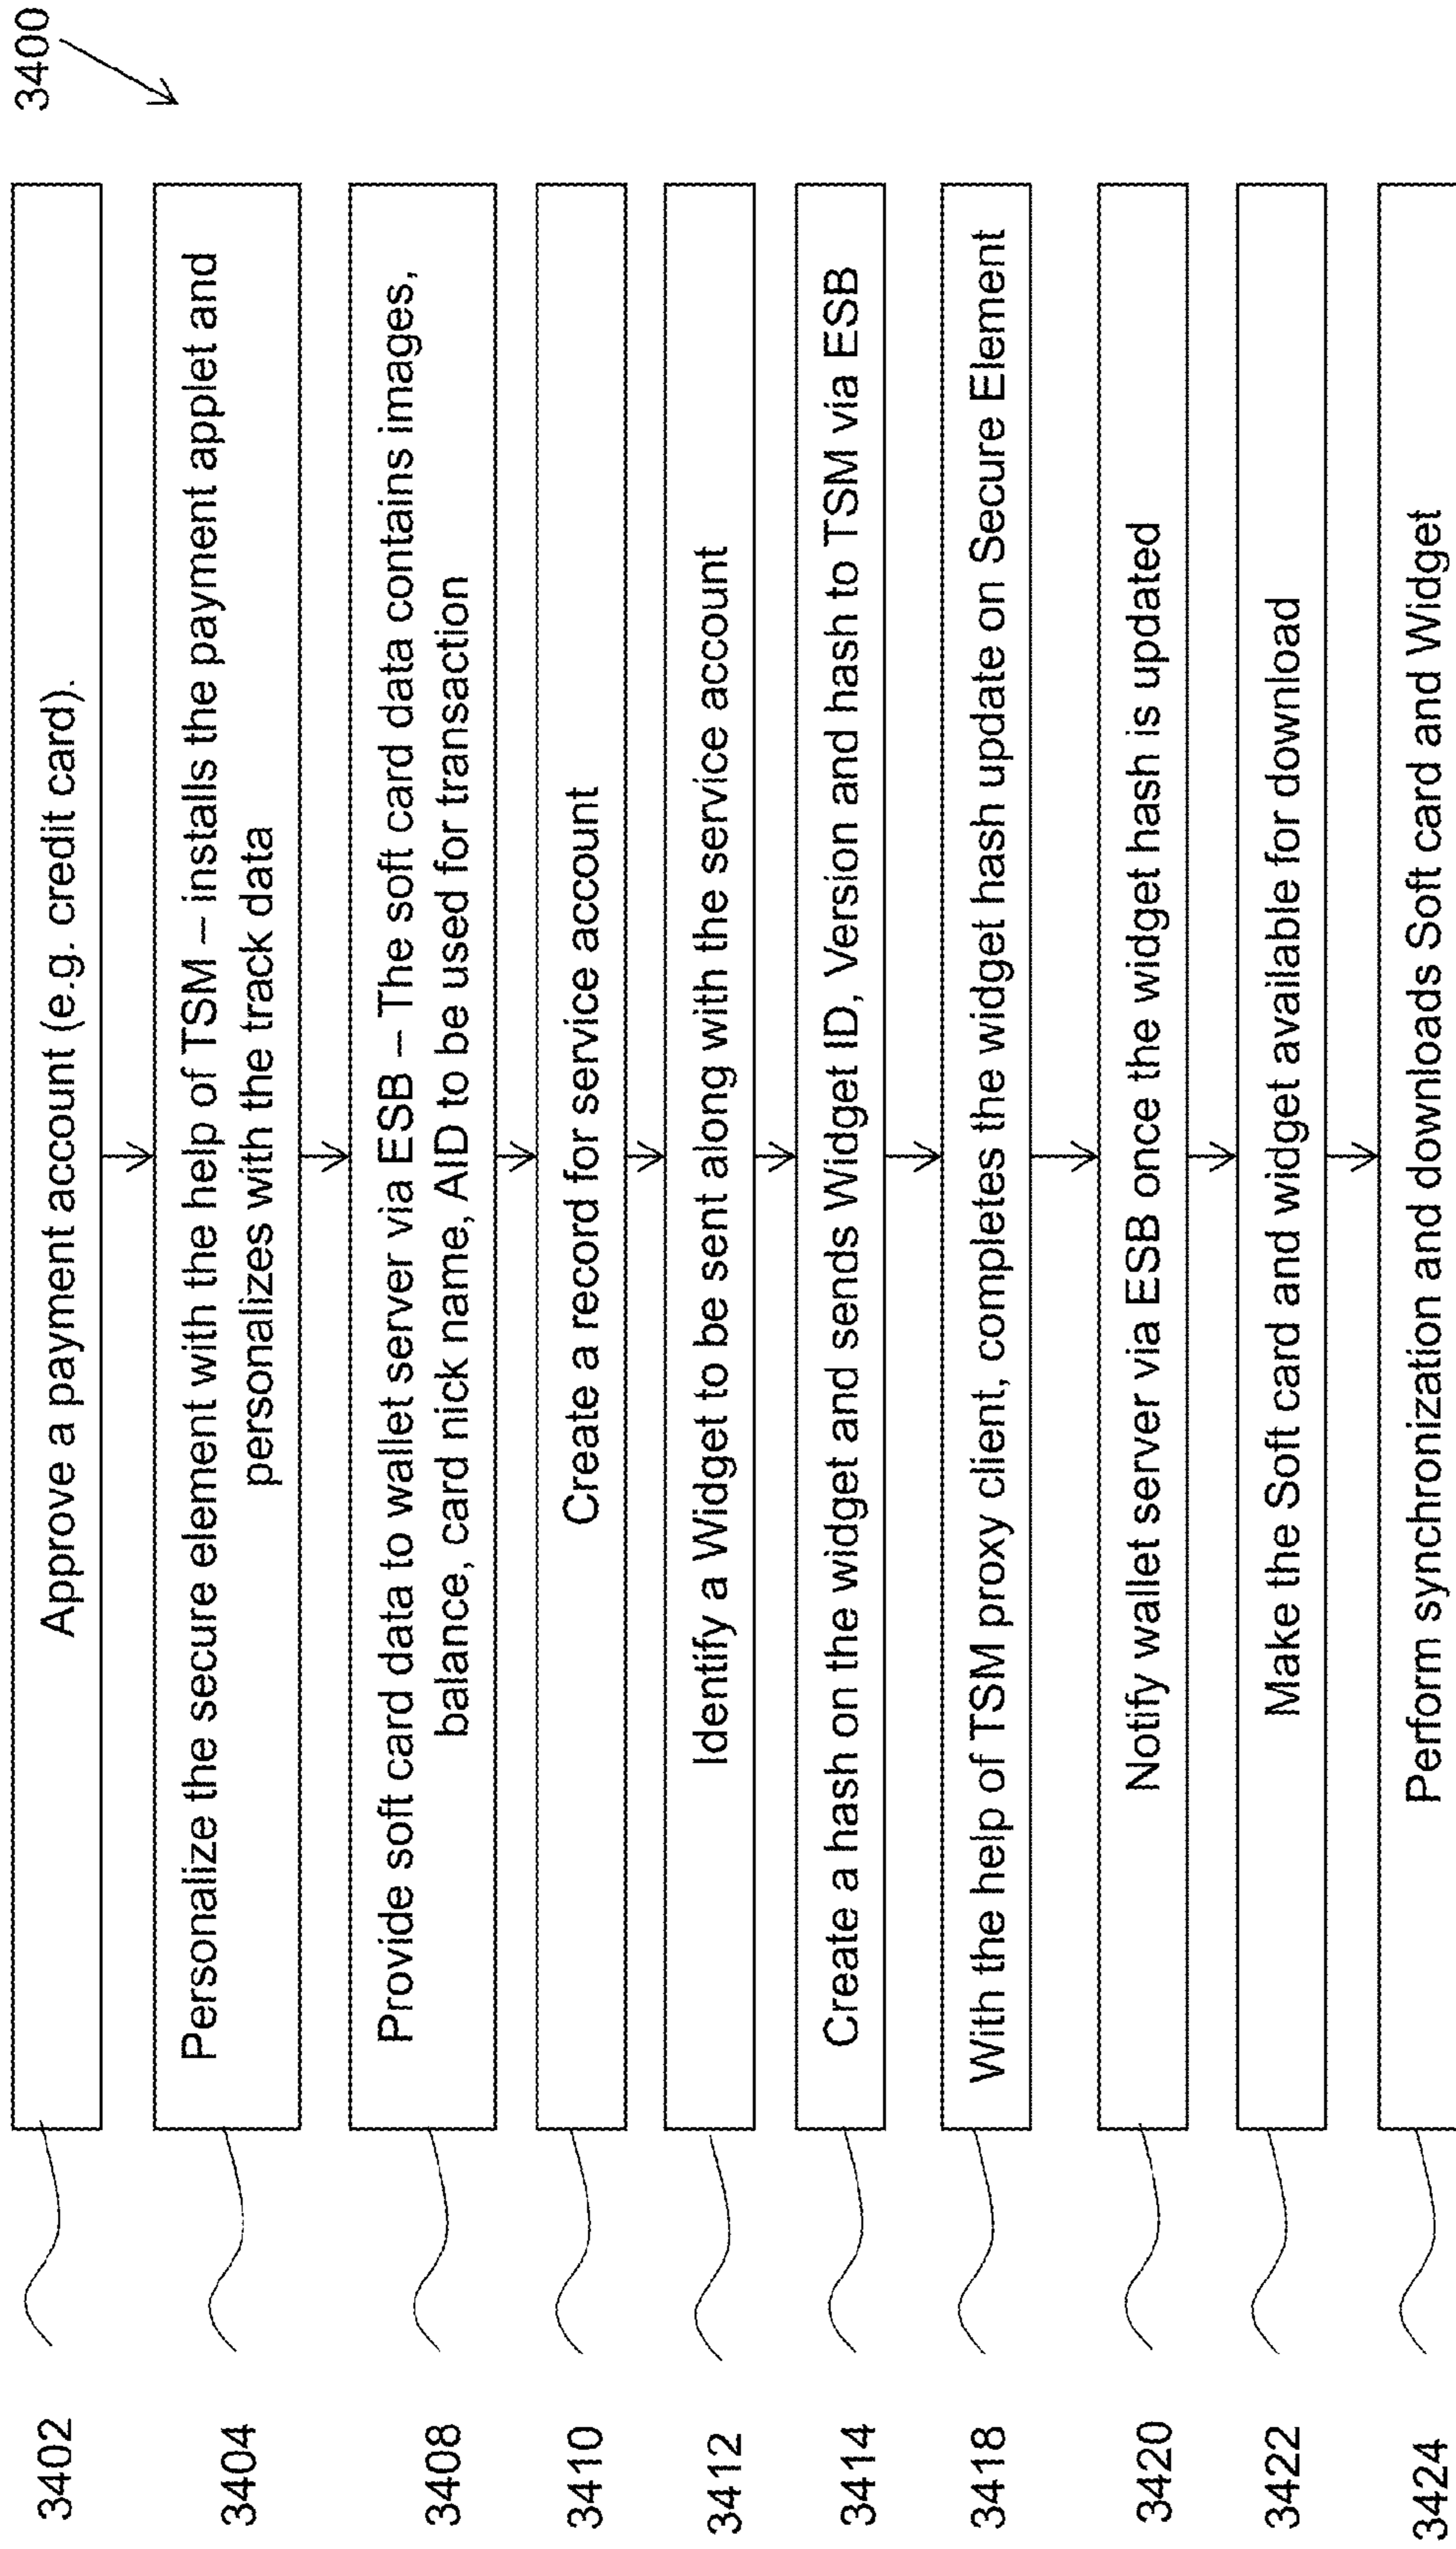 3400
3402
Approve a payment account (e.g. credit card).
3404
Personalize the secure element with the help of TSM – installs the payment applet and
personalizes with the track data
3408
Provide soft card data to wallet server via ESB – The soft card data contains images,
balance, card nick name, AID to be used for transaction
3410
Create a record for service account
3412
Identify a Widget to be sent along with the service account
3414
Create a hash on the widget and sends Widget ID, Version and hash to TSM via ESB
3418
With the help of TSM proxy client, completes the widget hash update on Secure Element
3420
Notify wallet server via ESB once the widget hash is updated
3422
Make the Soft card and widget available for download
3424
Perform synchronization and downloads Soft card and Widget